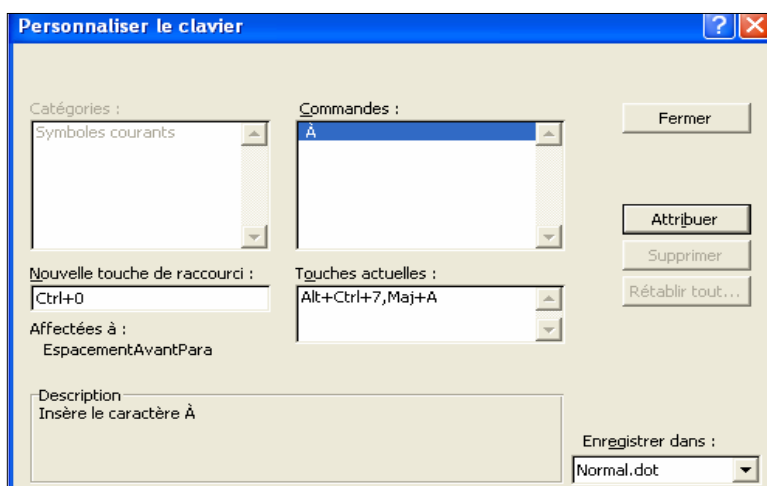 Personnaliser le clavier
Catégories :
Symboles courants
Commandes :
À
Fermer
Attribuer
Supprimer
Rétablir tout...
Nouvelle touche de raccourci :
Ctrl+0
Touches actuelles :
Alt+Ctrl+7,Maj+A
Affectées à :
EspacementAvantPara
Description
Insère le caractère À
Enregistrer dans :
Normal.dot